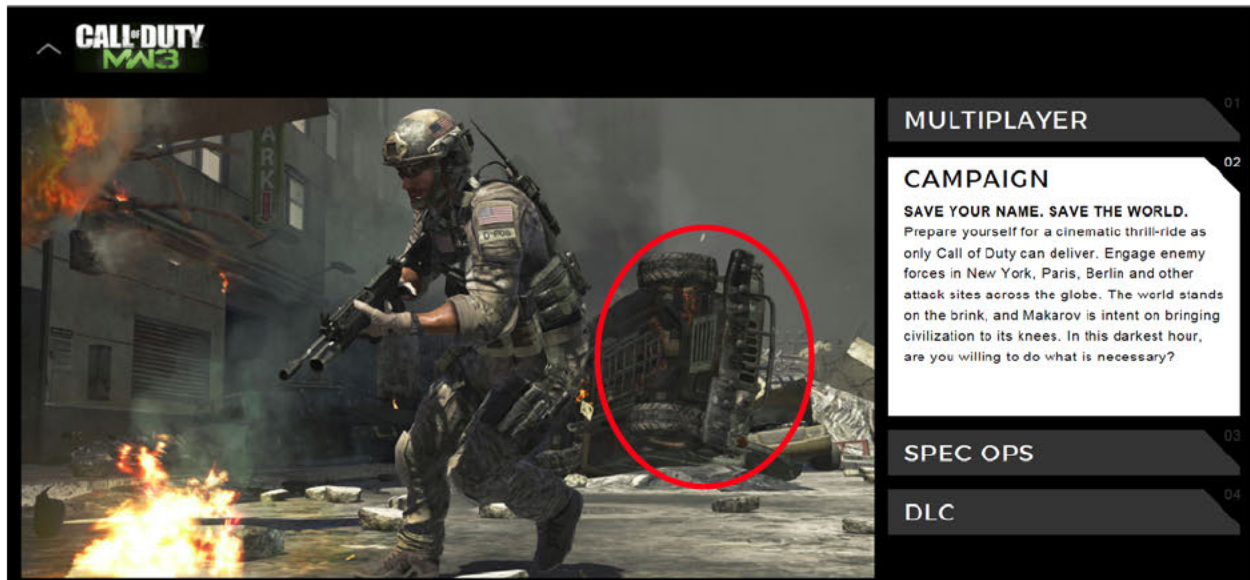 CALL OF DUTY
MW3
ARK
MULTIPLAYER
01
02
CAMPAIGN
SAVE YOUR NAME. SAVE THE WORLD.
Prepare yourself for a cinematic thrill-ride as
only Call of Duty can deliver. Engage enemy
forces in New York, Paris, Berlin and other
attack sites across the globe. The world stands
on the brink, and Makarov is intent on bringing
civilization to its knees. In this darkest hour,
are you willing to do what is necessary?
03
SPEC OPS
04
DLC